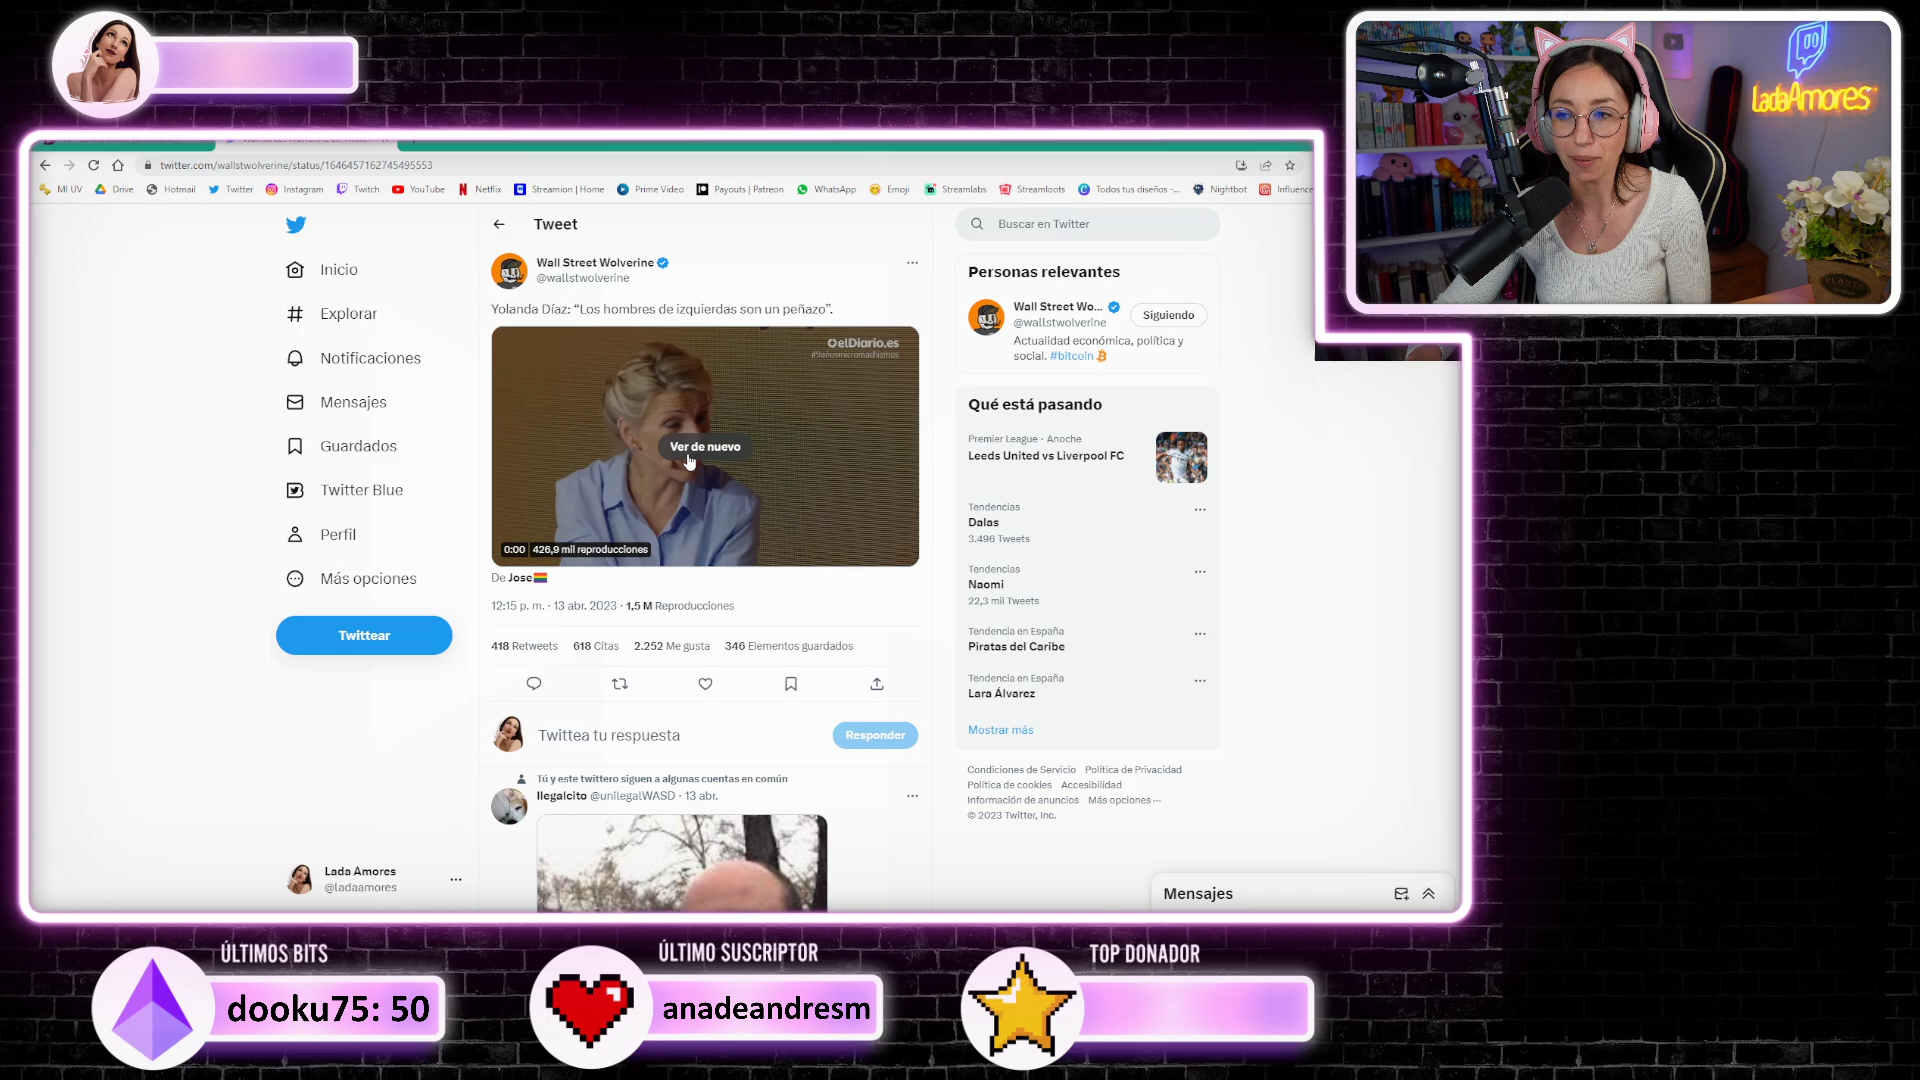 LadaAmores
twitter.com/wallstwolverine/status/1646457162745495553
MI UV
Drive
Hotmail
Twitter
Instagram
Twitch
YouTube
Netflix
Streamion | Home
Prime Video
Payouts | Patreon
WhatsApp
Emoji
Streamlabs
Streamloots
Todos tus diseños -...
Nightbot
Influence
Inicio
Explorar
Notificaciones
Mensajes
Guardados
Twitter Blue
Perfil
Más opciones
Twittear
Lada Amores
@ladaamores
Tweet
Wall Street Wolverine
@wallstwolverine
Yolanda Díaz: “Los hombres de izquierdas son un peñazo”.
elDiario.es
#9añosmicromachismos
Ver de nuevo
0:00 426,9 mil reproducciones
De Jose
12:15 p. m. · 13 abr. 2023 · 1,5 M Reproducciones
418 Retweets 618 Citas 2.252 Me gusta 346 Elementos guardados
Twittea tu respuesta
Responder
Tú y este twittero siguen a algunas cuentas en común
Ilegalcito @unilegalWASD · 13 abr.
Buscar en Twitter
Personas relevantes
Wall Street Wo...
@wallstwolverine
Siguiendo
Actualidad económica, política y
social. #bitcoin
Qué está pasando
Premier League · Anoche
Leeds United vs Liverpool FC
Tendencias
Dalas
3.496 Tweets
Tendencias
Naomi
22,3 mil Tweets
Tendencia en España
Piratas del Caribe
Tendencia en España
Lara Álvarez
Mostrar más
Condiciones de Servicio Política de Privacidad
Política de cookies Accesibilidad
Información de anuncios Más opciones ···
© 2023 Twitter, Inc.
Mensajes
ÚLTIMOS BITS
dooku75: 50
ÚLTIMO SUSCRIPTOR
anadeandresm
TOP DONADOR